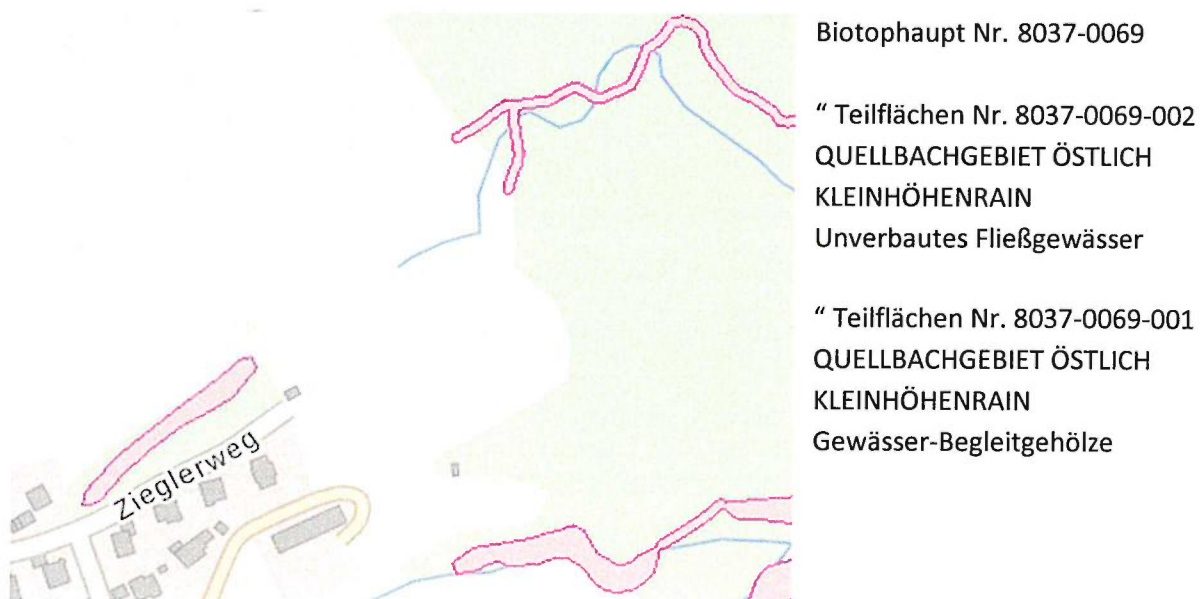 Biotophaupt Nr. 8037-0069
“ Teilflächen Nr. 8037-0069-002
QUELLBACHGEBIET ÖSTLICH
KLEINHÖHENRAIN
Unverbautes Fließgewässer
“ Teilflächen Nr. 8037-0069-001
QUELLBACHGEBIET ÖSTLICH
KLEINHÖHENRAIN
Gewässer-Begleitgehölze
Zieglerweg